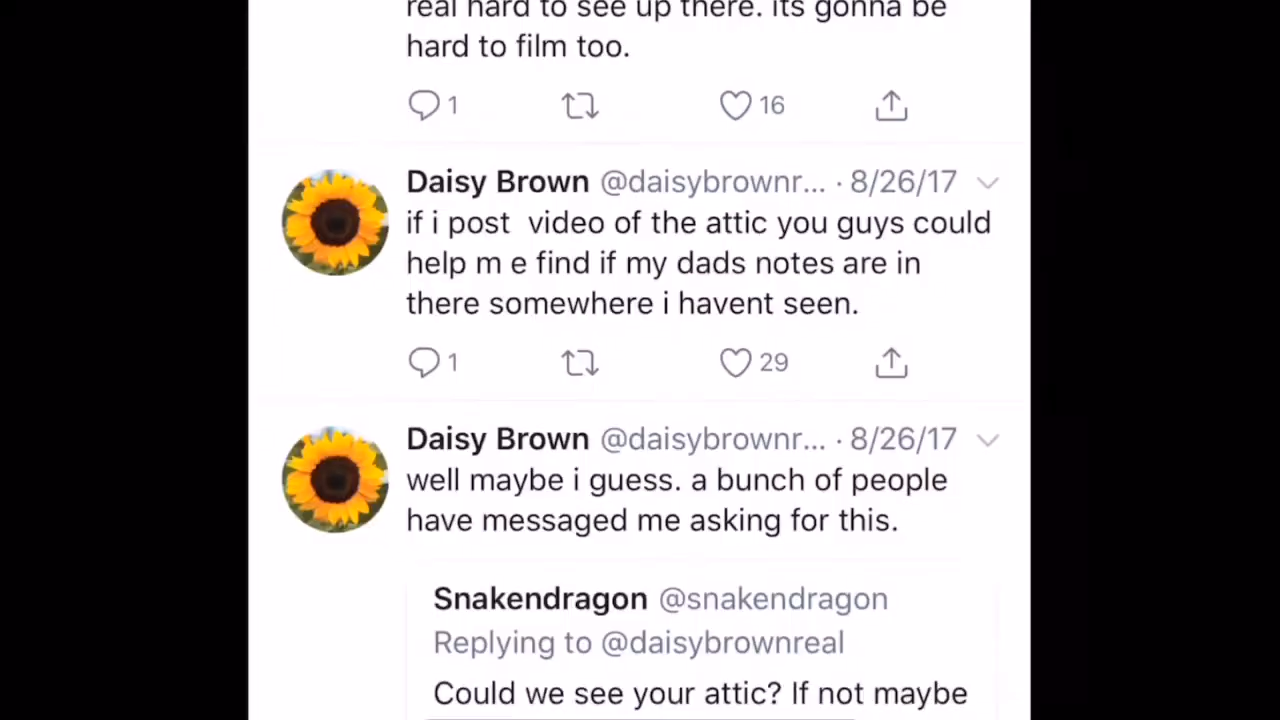 real hard to see up there. its gonna be
hard to film too.
1 16
Daisy Brown @daisybrownr... · 8/26/17
if i post  video of the attic you guys could
help m e find if my dads notes are in
there somewhere i havent seen.
1 29
Daisy Brown @daisybrownr... · 8/26/17
well maybe i guess. a bunch of people
have messaged me asking for this.
Snakendragon @snakendragon
Replying to @daisybrownreal
Could we see your attic? If not maybe